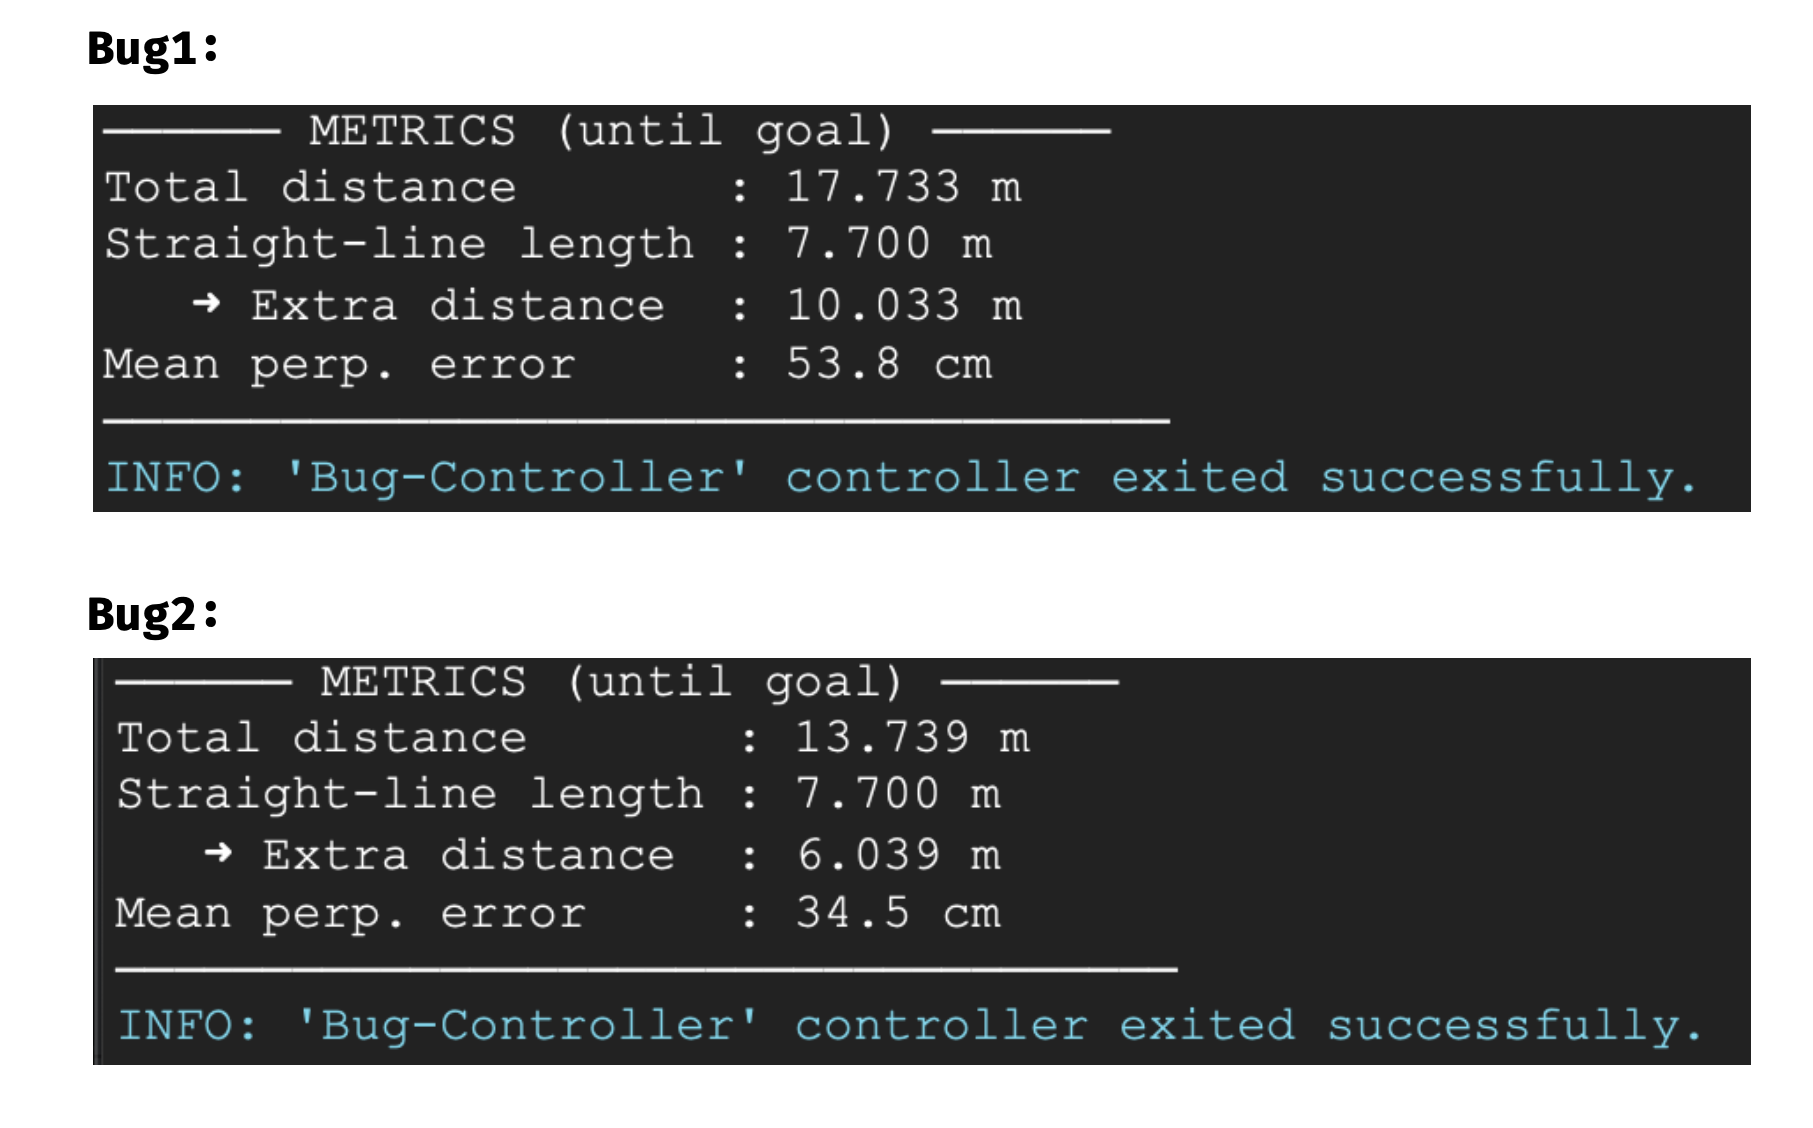 Bug1:
—————— METRICS (until goal) ——————
Total distance : 17.733 m
Straight-line length : 7.700 m
➜ Extra distance : 10.033 m
Mean perp. error : 53.8 cm
————————————————————————————————————
INFO: 'Bug-Controller' controller exited successfully.
Bug2:
—————— METRICS (until goal) ——————
Total distance : 13.739 m
Straight-line length : 7.700 m
➜ Extra distance : 6.039 m
Mean perp. error : 34.5 cm
————————————————————————————————————
INFO: 'Bug-Controller' controller exited successfully.